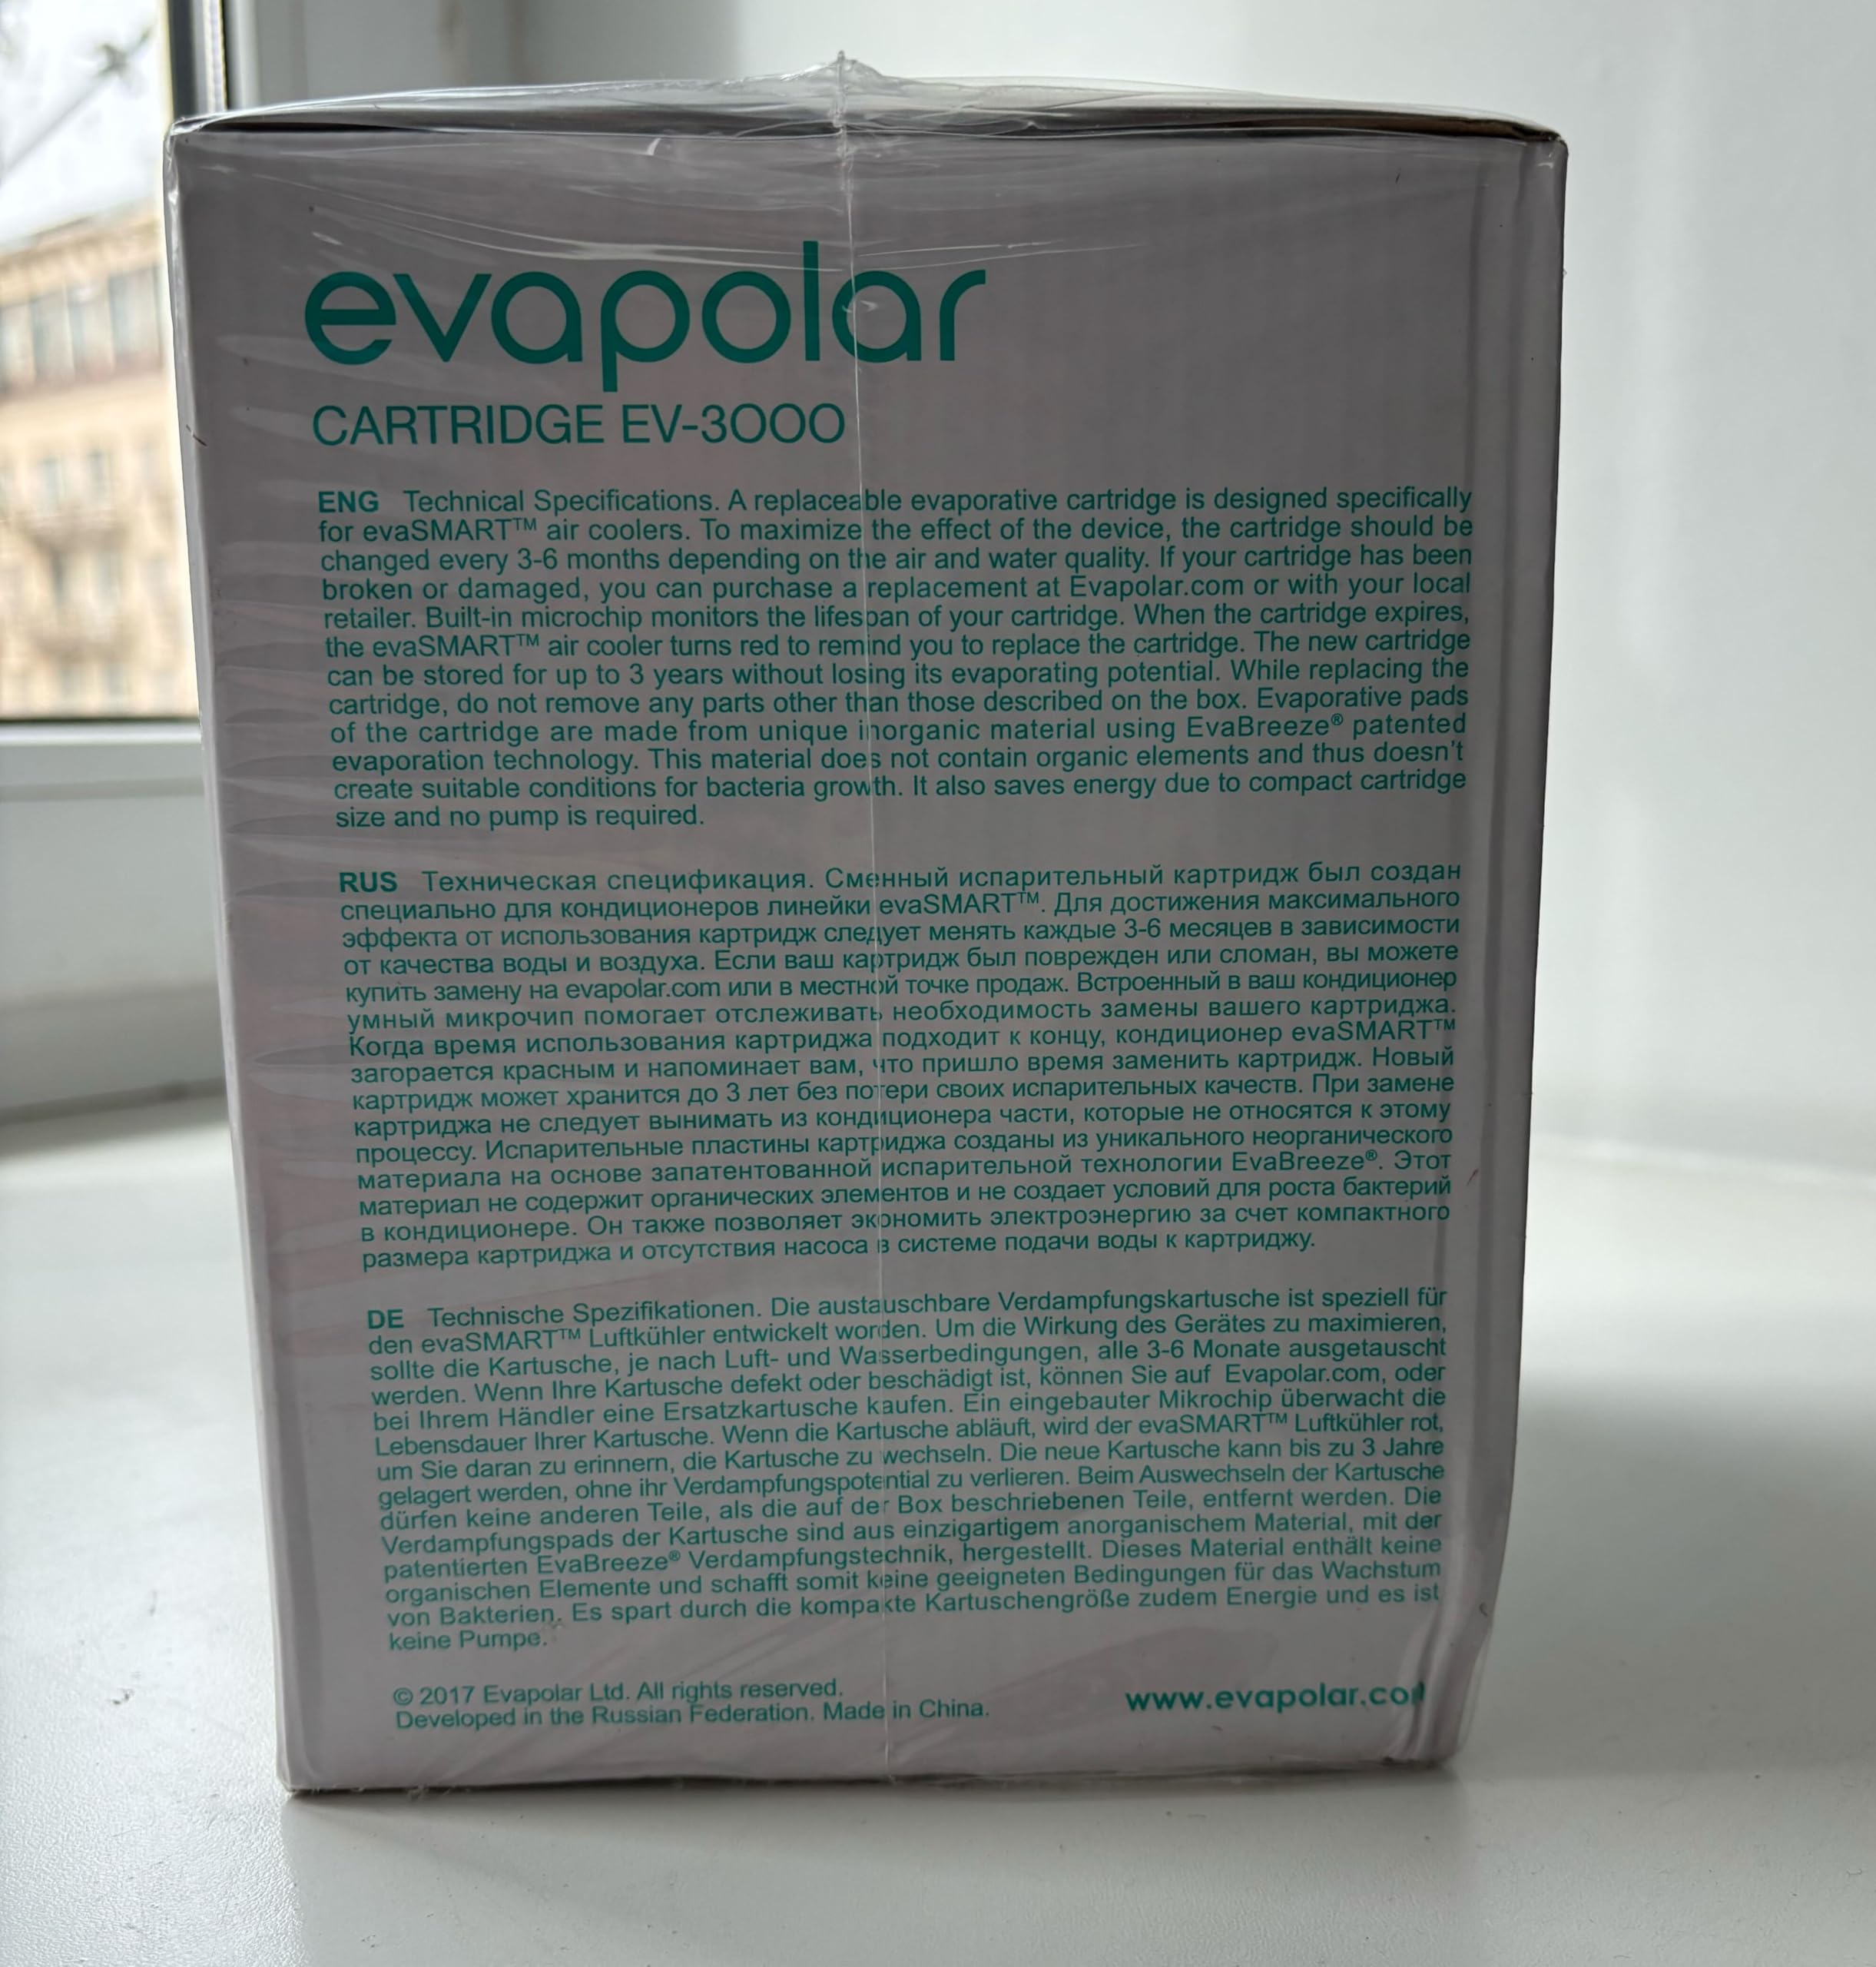 evapolar
CARTRIDGE EV-3000
ENG Technical Specifications. A replaceable evaporative cartridge is designed specifically
for evaSMART™ air coolers. To maximize the effect of the device, the cartridge should be
changed every 3-6 months depending on the air and water quality. If your cartridge has been
broken or damaged, you can purchase a replacement at Evapolar.com or with your local
retailer. Built-in microchip monitors the lifespan of your cartridge. When the cartridge expires,
the evaSMART™ air cooler turns red to remind you to replace the cartridge. The new cartridge
can be stored for up to 3 years without losing its evaporating potential. While replacing the
cartridge, do not remove any parts other than those described on the box. Evaporative pads
of the cartridge are made from unique inorganic material using EvaBreeze® patented
evaporation technology. This material does not contain organic elements and thus doesn't
create suitable conditions for bacteria growth. It also saves energy due to compact cartridge
size and no pump is required.
RUS Техническая спецификация. Сменный испарительный картридж был создан
специально для кондиционеров линейки evaSMART™. Для достижения максимального
эффекта от использования картридж следует менять каждые 3-6 месяцев в зависимости
от качества воды и воздуха. Если ваш картридж был поврежден или сломан, вы можете
купить замену на evapolar.com или в местной точке продаж. Встроенный в ваш кондиционер
умный микрочип помогает отслеживать необходимость замены вашего картриджа.
Когда время использования картриджа подходит к концу, кондиционер evaSMART™
загорается красным и напоминает вам, что пришло время заменить картридж. Новый
картридж может хранится до 3 лет без потери своих испарительных качеств. При замене
картриджа не следует вынимать из кондиционера части, которые не относятся к этому
процессу. Испарительные пластины картриджа созданы из уникального неорганического
материала на основе запатентованной испарительной технологии EvaBreeze®. Этот
материал не содержит органических элементов и не создает условий для роста бактерий
в кондиционере. Он также позволяет экономить электроэнергию за счет компактного
размера картриджа и отсутствия насоса в системе подачи воды к картриджу.
DE Technische Spezifikationen. Die austauschbare Verdampfungskartusche ist speziell für
den evaSMART™ Luftkühler entwickelt worden. Um die Wirkung des Gerätes zu maximieren,
sollte die Kartusche, je nach Luft- und Wasserbedingungen, alle 3-6 Monate ausgetauscht
werden. Wenn Ihre Kartusche defekt oder beschädigt ist, können Sie auf Evapolar.com, oder
bei Ihrem Händler eine Ersatzkartusche kaufen. Ein eingebauter Mikrochip überwacht die
Lebensdauer Ihrer Kartusche. Wenn die Kartusche abläuft, wird der evaSMART™ Luftkühler rot,
um Sie daran zu erinnern, die Kartusche zu wechseln. Die neue Kartusche kann bis zu 3 Jahre
gelagert werden, ohne ihr Verdampfungspotential zu verlieren. Beim Auswechseln der Kartusche
dürfen keine anderen Teile, als die auf der Box beschriebenen Teile, entfernt werden. Die
Verdampfungspads der Kartusche sind aus einzigartigem anorganischem Material, mit der
patentierten EvaBreeze® Verdampfungstechnik, hergestellt. Dieses Material enthält keine
organischen Elemente und schafft somit keine geeigneten Bedingungen für das Wachstum
von Bakterien. Es spart durch die kompakte Kartuschengröße zudem Energie und es ist
keine Pumpe.
© 2017 Evapolar Ltd. All rights reserved.
Developed in the Russian Federation. Made in China.
www.evapolar.com